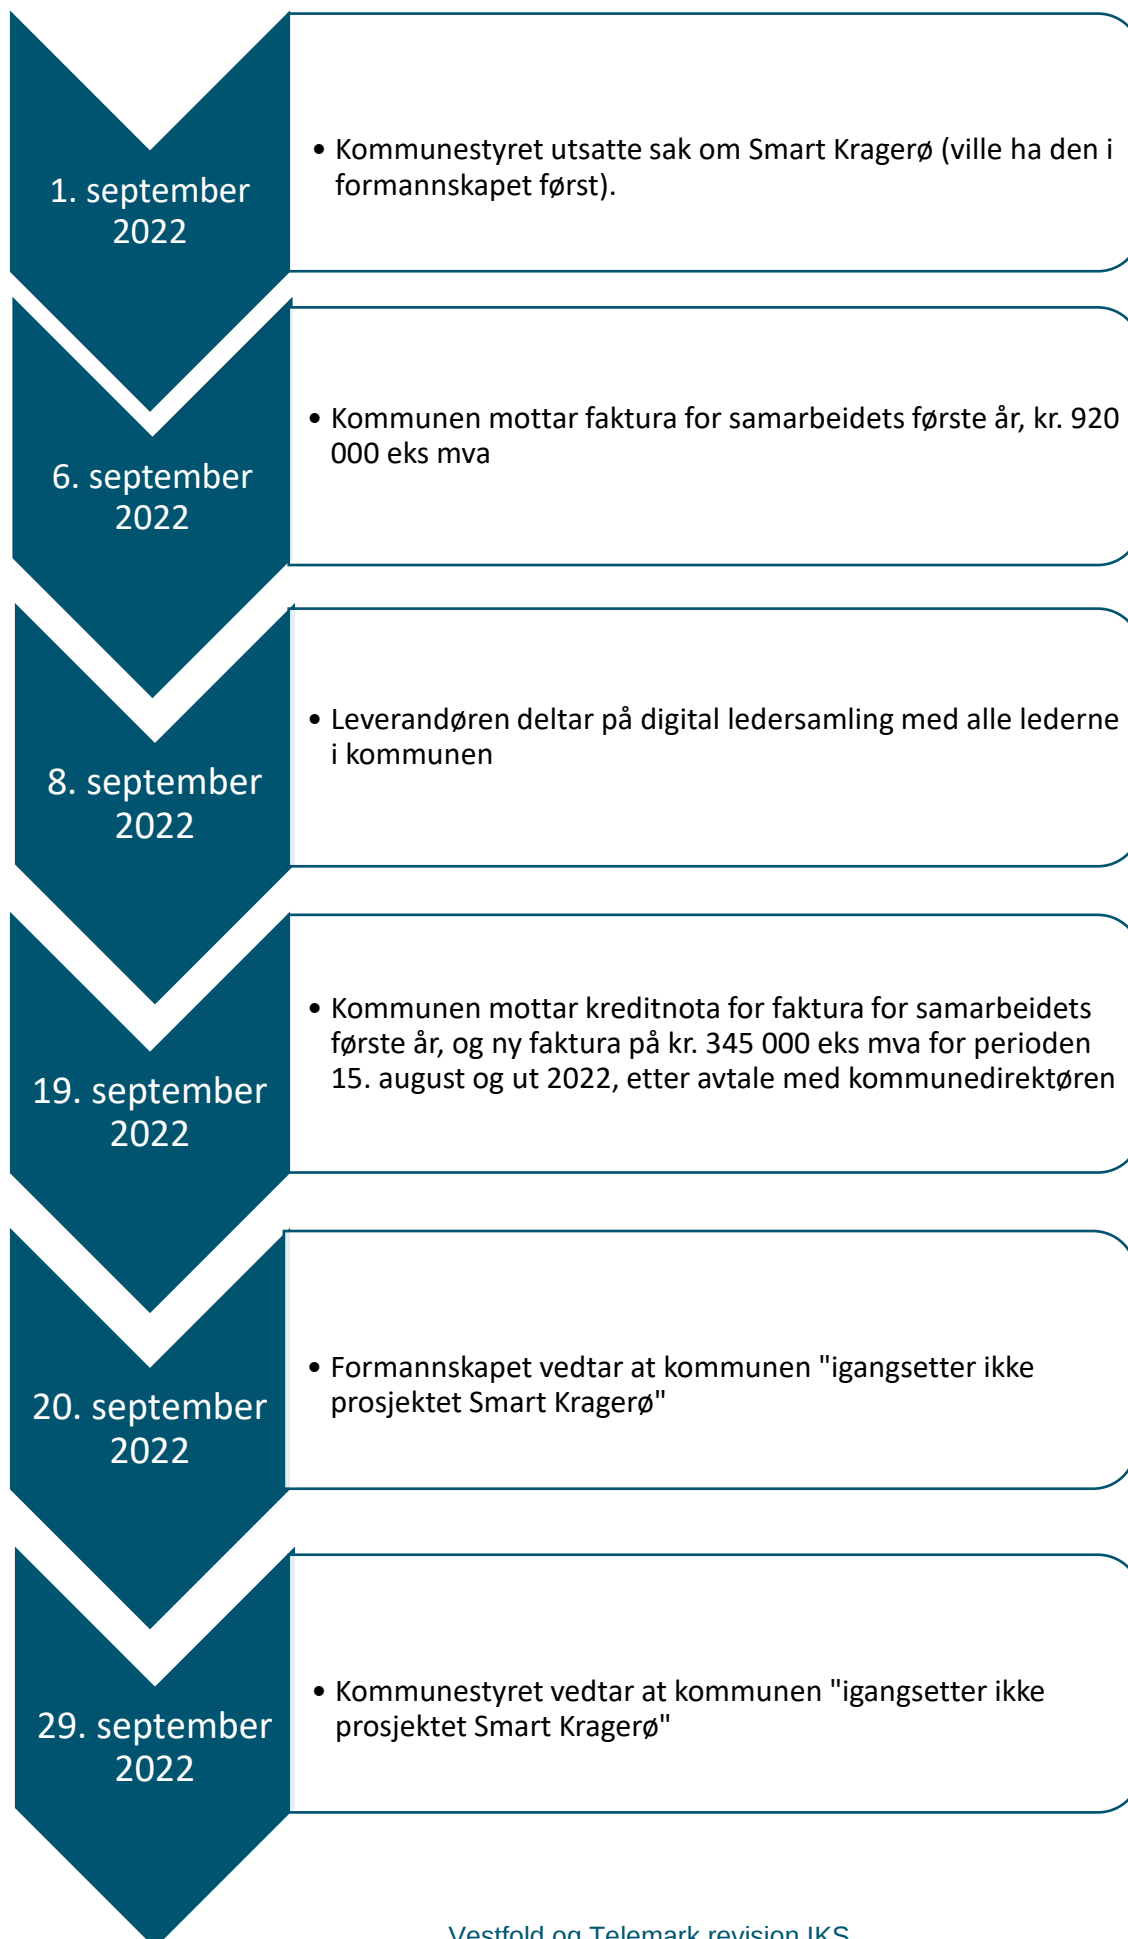 1. september
2022
• Kommunestyret utsatte sak om Smart Kragerø (ville ha den i
formannskapet først).
6. september
2022
• Kommunen mottar faktura for samarbeidets første år, kr. 920
000 eks mva
8. september
2022
• Leverandøren deltar på digital ledersamling med alle lederne
i kommunen
19. september
2022
• Kommunen mottar kreditnota for faktura for samarbeidets
første år, og ny faktura på kr. 345 000 eks mva for perioden
15. august og ut 2022, etter avtale med kommunedirektøren
20. september
2022
• Formannskapet vedtar at kommunen "igangsetter ikke
prosjektet Smart Kragerø"
29. september
2022
• Kommunestyret vedtar at kommunen "igangsetter ikke
prosjektet Smart Kragerø"
Vestfold og Telemark revisjon IKS